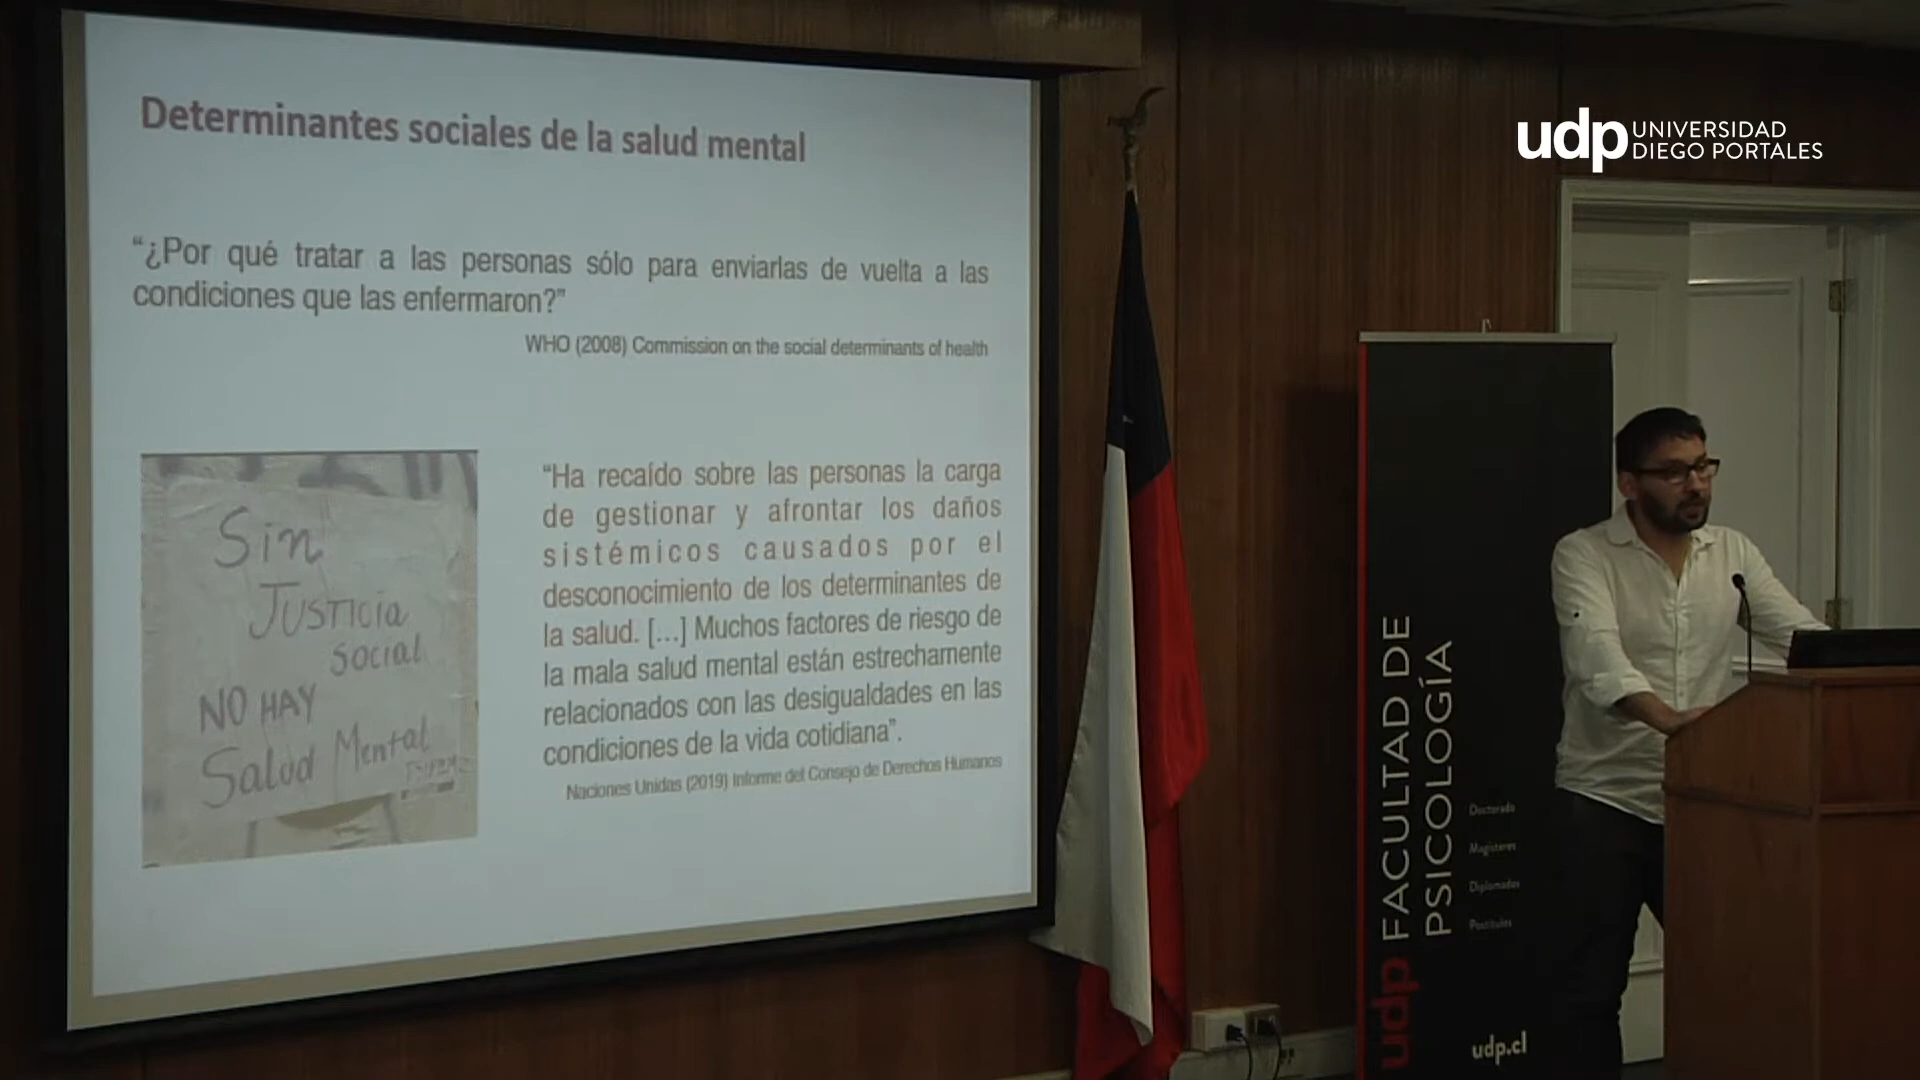 Determinantes sociales de la salud mental
“¿Por qué tratar a las personas sólo para enviarlas de vuelta a las
condiciones que las enfermaron?”
WHO (2008) Commission on the social determinants of health
Sin
JUSTICIA
social
NO HAY
Salud Mental
“Ha recaído sobre las personas la carga
de gestionar y afrontar los daños
sistémicos causados por el
desconocimiento de los determinantes de
la salud. [...] Muchos factores de riesgo de
la mala salud mental están estrechamente
relacionados con las desigualdades en las
condiciones de la vida cotidiana”.
Naciones Unidas (2019) Informe del Consejo de Derechos Humanos
udp UNIVERSIDAD
DIEGO PORTALES
udp FACULTAD DE
PSICOLOGÍA
Doctorado
Magísteres
Diplomados
Postítulos
udp.cl